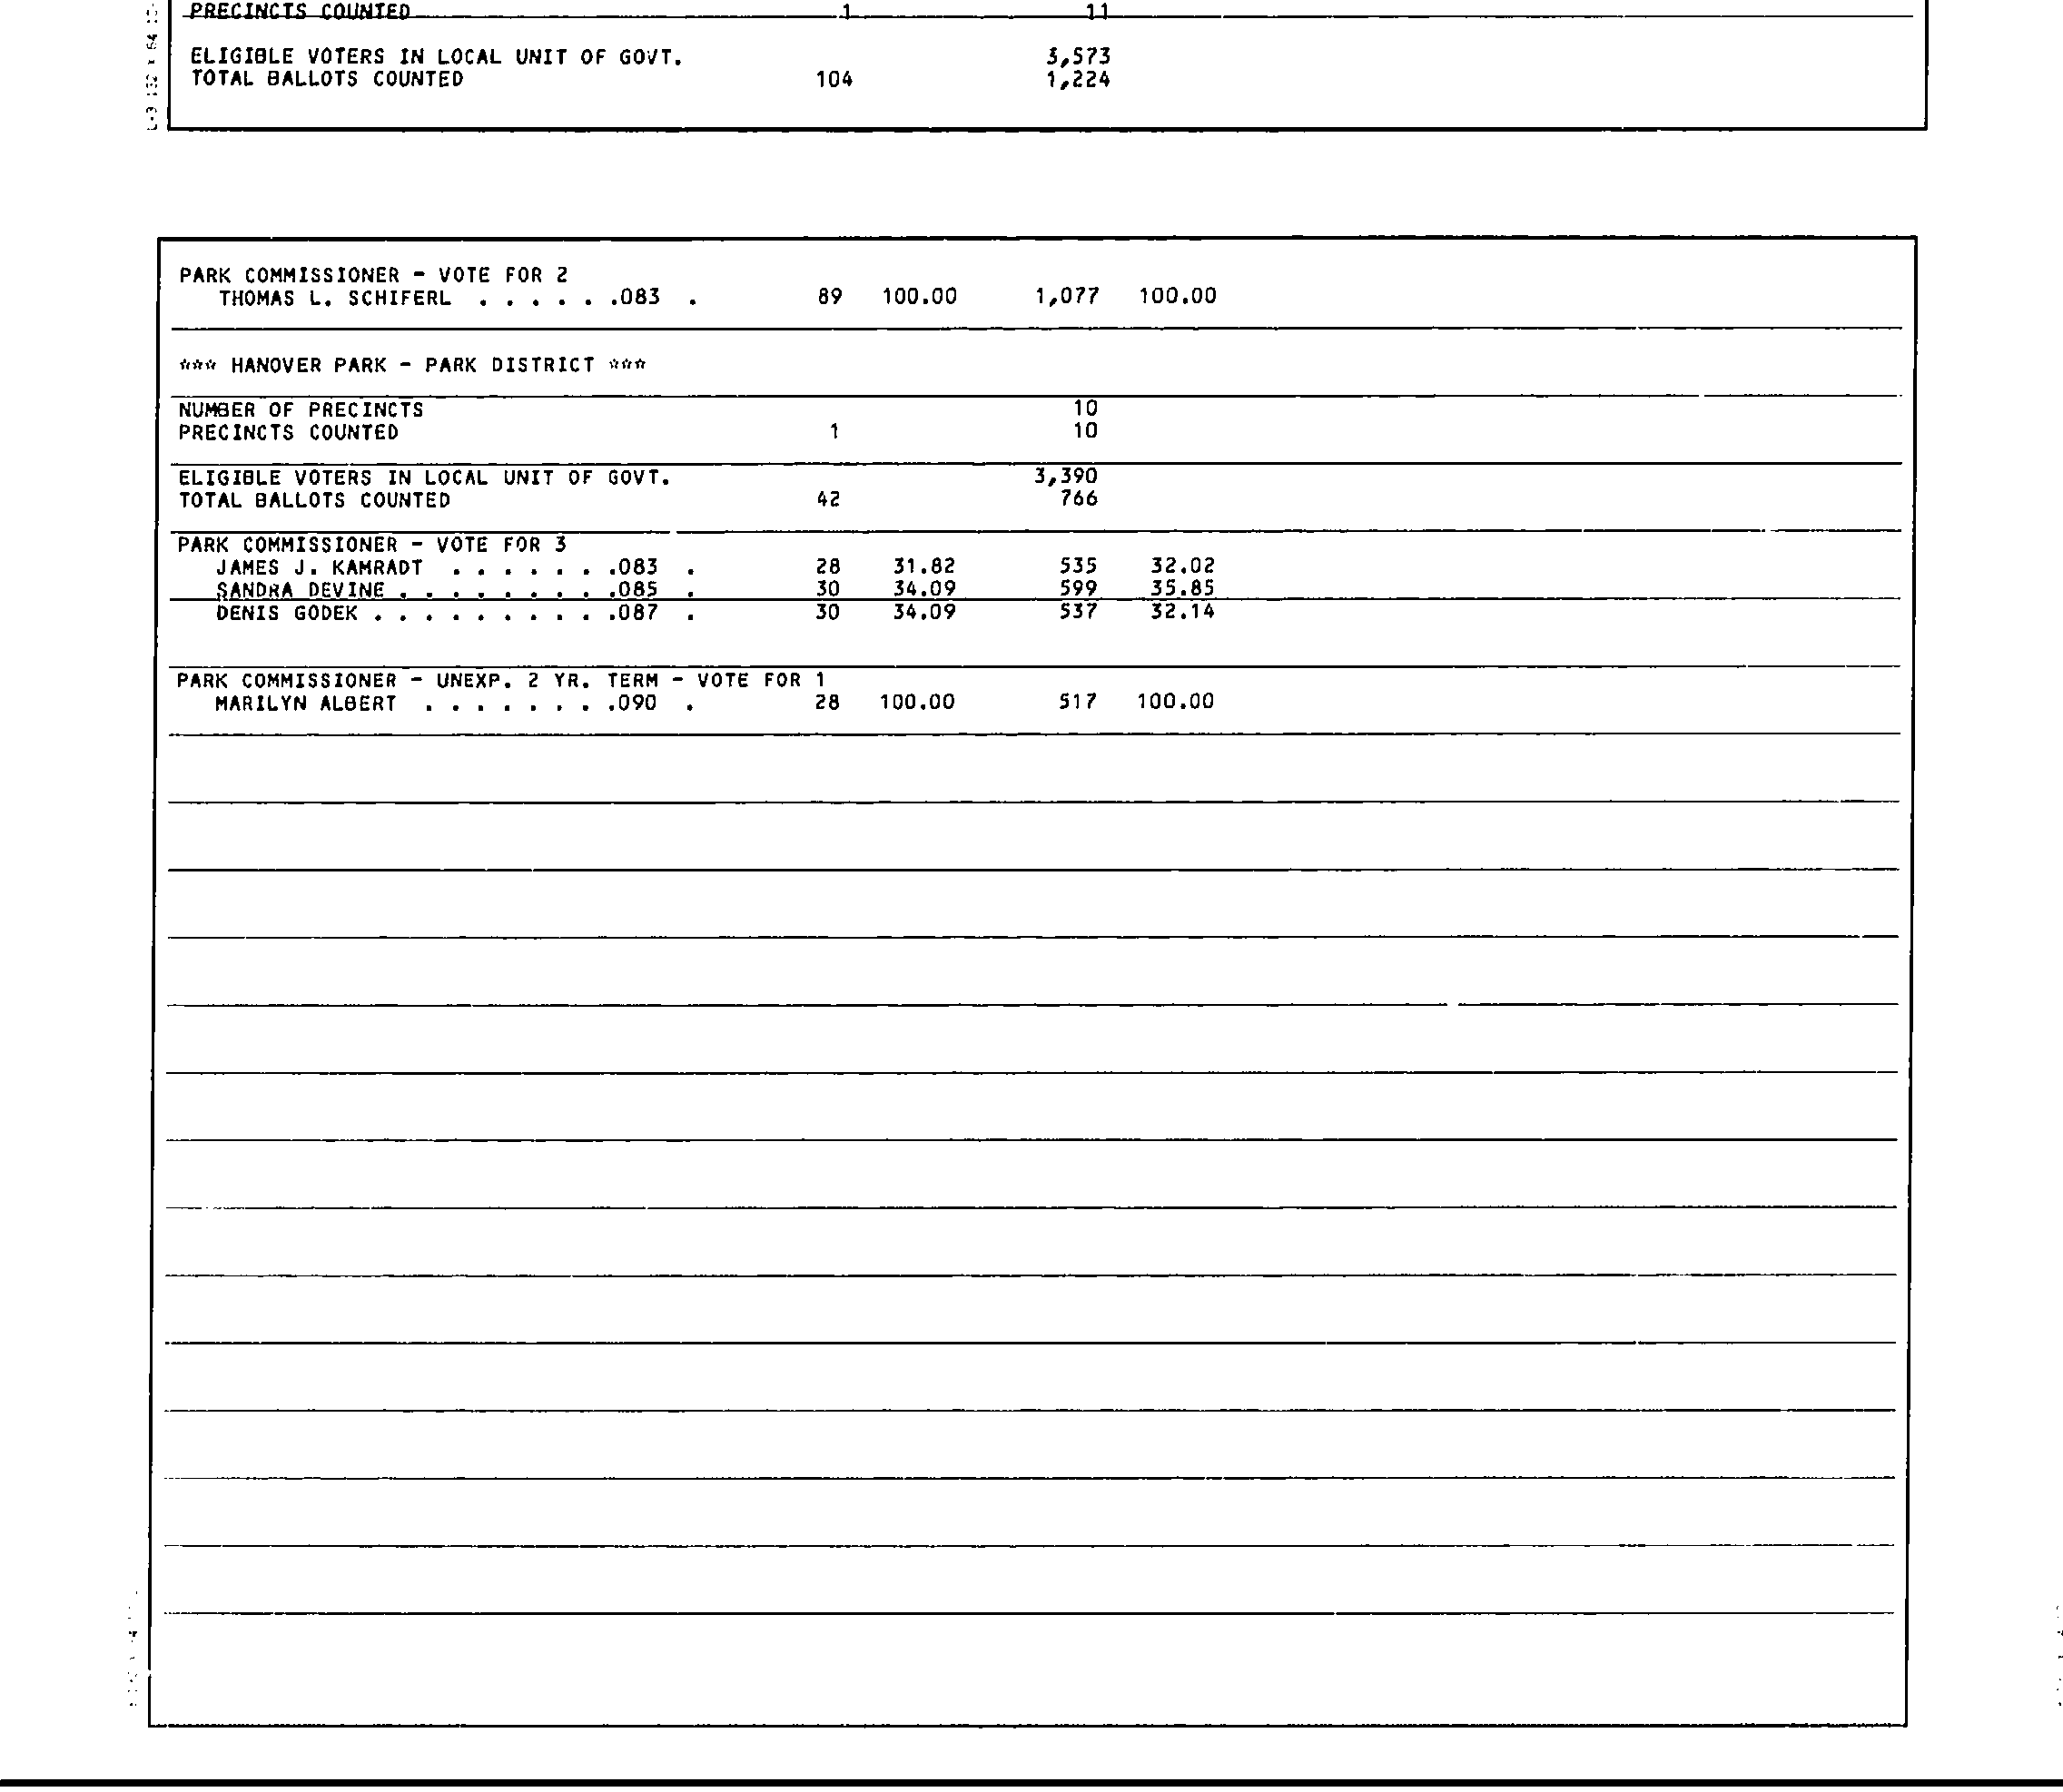 PRECINCTS COUNTED 1 11
ELIGIBLE VOTERS IN LOCAL UNIT OF GOVT. 3,573
TOTAL BALLOTS COUNTED 104 1,224
PARK COMMISSIONER - VOTE FOR 2
THOMAS L. SCHIFERL . . . . . .083 . 89 100.00 1,077 100.00
*** HANOVER PARK - PARK DISTRICT ***
NUMBER OF PRECINCTS 10
PRECINCTS COUNTED 1 10
ELIGIBLE VOTERS IN LOCAL UNIT OF GOVT. 3,390
TOTAL BALLOTS COUNTED 42 766
PARK COMMISSIONER - VOTE FOR 3
JAMES J. KAMRADT . . . . . . .083 . 28 31.82 535 32.02
SANDRA DEVINE . . . . . . . . .085 . 30 34.09 599 35.85
DENIS GODEK . . . . . . . . . .087 . 30 34.09 537 32.14
PARK COMMISSIONER - UNEXP. 2 YR. TERM - VOTE FOR 1
MARILYN ALBERT . . . . . . . .090 . 28 100.00 517 100.00